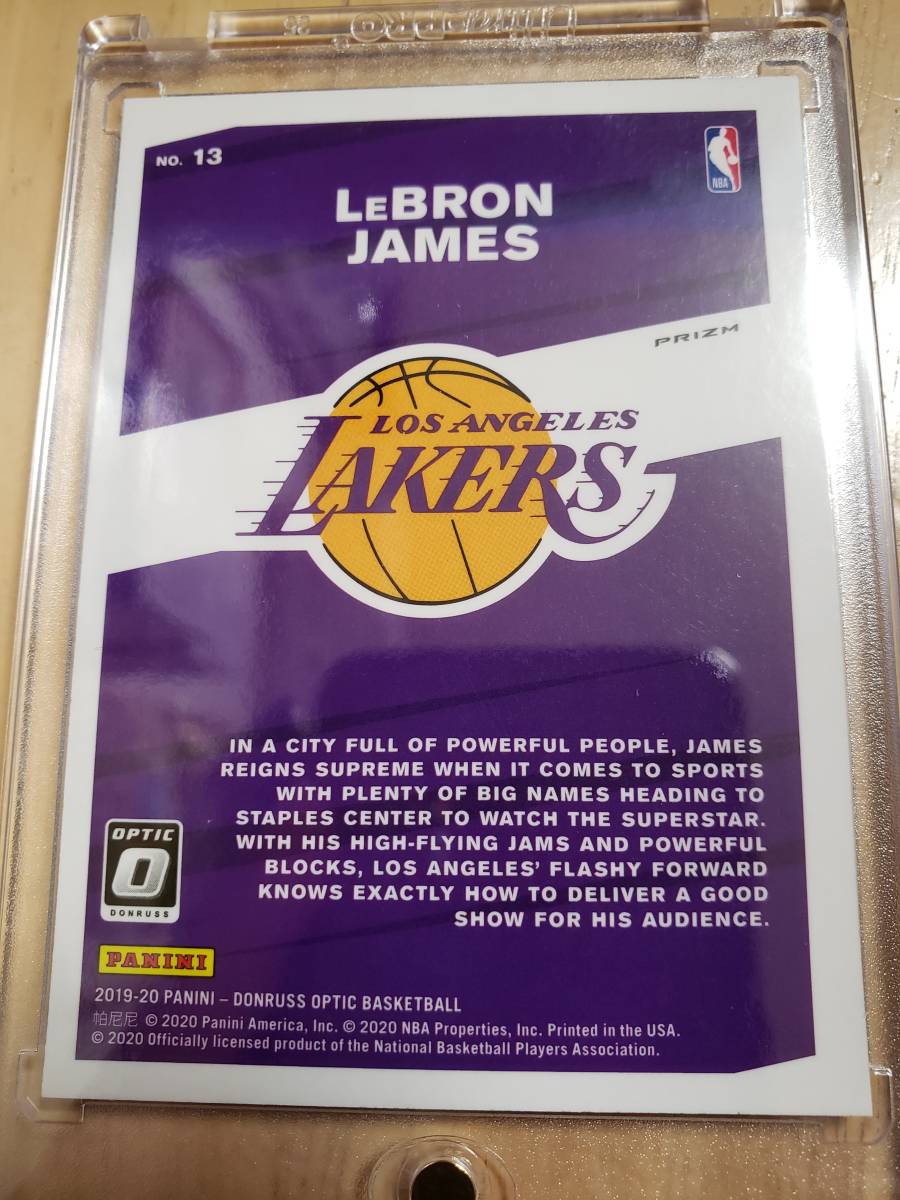 Ultra PRO
NO. 13
NBA
LEBRON
JAMES
PRIZM
LOS ANGELES
LAKERS
IN A CITY FULL OF POWERFUL PEOPLE, JAMES
REIGNS SUPREME WHEN IT COMES TO SPORTS
WITH PLENTY OF BIG NAMES HEADING TO
STAPLES CENTER TO WATCH THE SUPERSTAR.
WITH HIS HIGH-FLYING JAMS AND POWERFUL
BLOCKS, LOS ANGELES' FLASHY FORWARD
KNOWS EXACTLY HOW TO DELIVER A GOOD
SHOW FOR HIS AUDIENCE.
OPTIC
O
DONRUSS
PANINI
2019-20 PANINI – DONRUSS OPTIC BASKETBALL
帕尼尼 © 2020 Panini America, Inc. © 2020 NBA Properties, Inc. Printed in the USA.
© 2020 Officially licensed product of the National Basketball Players Association.